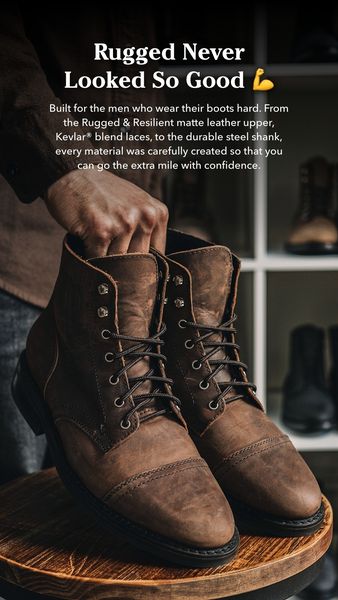 Rugged Never
Looked So Good 💪
Built for the men who wear their boots hard. From
the Rugged & Resilient matte leather upper,
Kevlar® blend laces, to the durable steel shank,
every material was carefully created so that you
can go the extra mile with confidence.